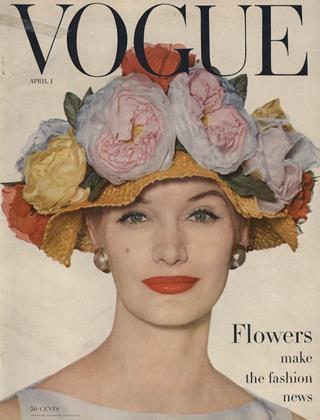 VOGUE
APRIL 1
Flowers
make
the fashion
news
50 CENTS